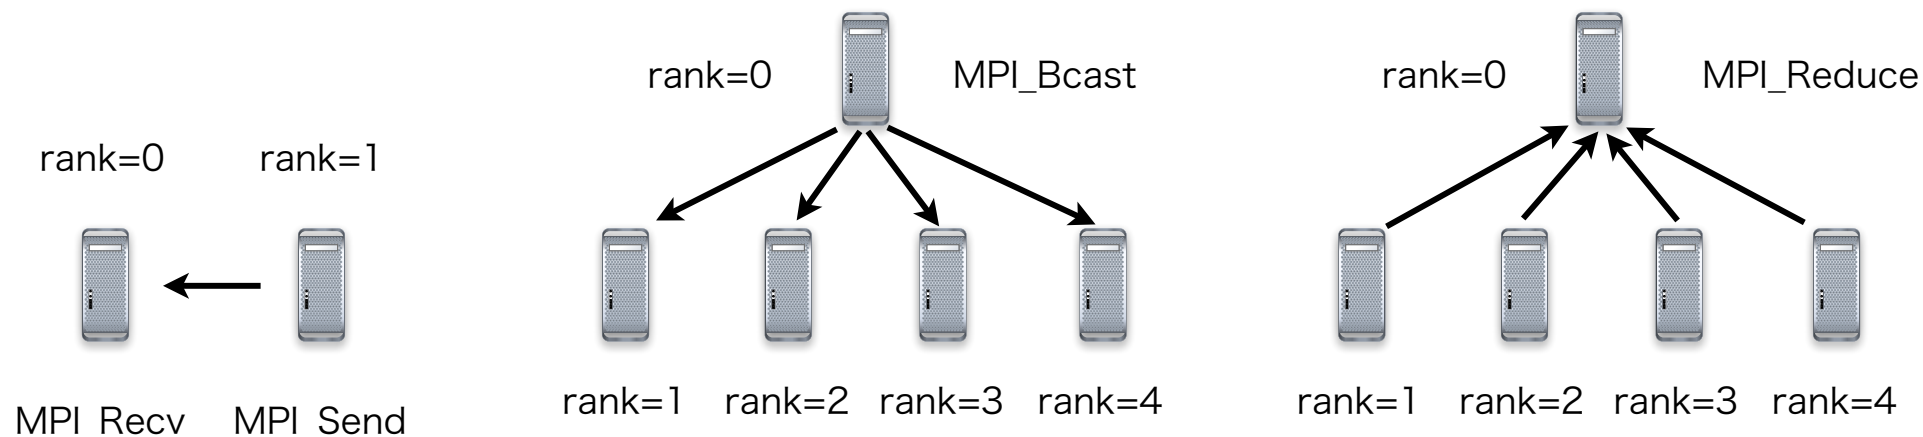 rank=0 rank=1
MPI_Recv MPI_Send
rank=0 MPI_Bcast
rank=1 rank=2 rank=3 rank=4
rank=0 MPI_Reduce
rank=1 rank=2 rank=3 rank=4